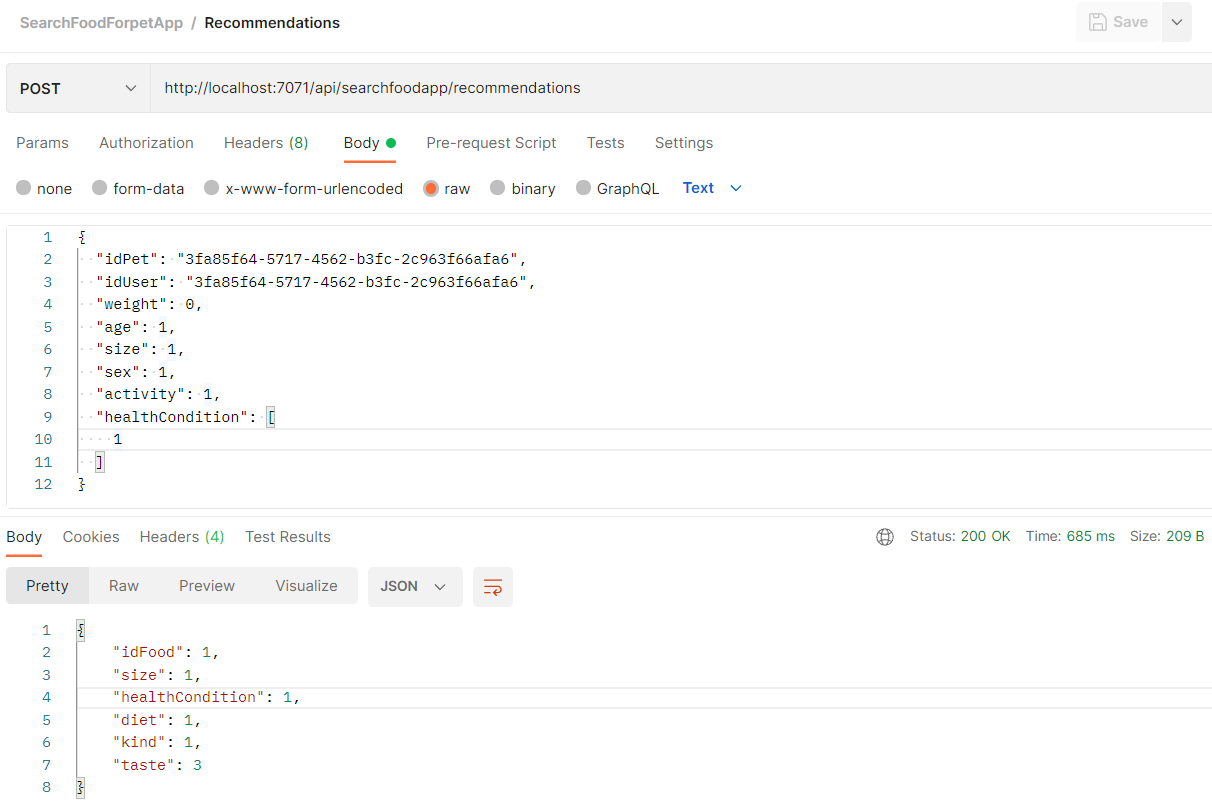 SearchFoodForpetApp / Recommendations
Save
POST http://localhost:7071/api/searchfoodapp/recommendations
Params Authorization Headers (8) Body Pre-request Script Tests Settings
none form-data x-www-form-urlencoded raw binary GraphQL Text
1 {
2 "idPet": "3fa85f64-5717-4562-b3fc-2c963f66afa6",
3 "idUser": "3fa85f64-5717-4562-b3fc-2c963f66afa6",
4 "weight": 0,
5 "age": 1,
6 "size": 1,
7 "sex": 1,
8 "activity": 1,
9 "healthCondition": [
10 1
11 ]
12 }
Body Cookies Headers (4) Test Results Status: 200 OK Time: 685 ms Size: 209 B
Pretty Raw Preview Visualize JSON
1 {
2 "idFood": 1,
3 "size": 1,
4 "healthCondition": 1,
5 "diet": 1,
6 "kind": 1,
7 "taste": 3
8 }